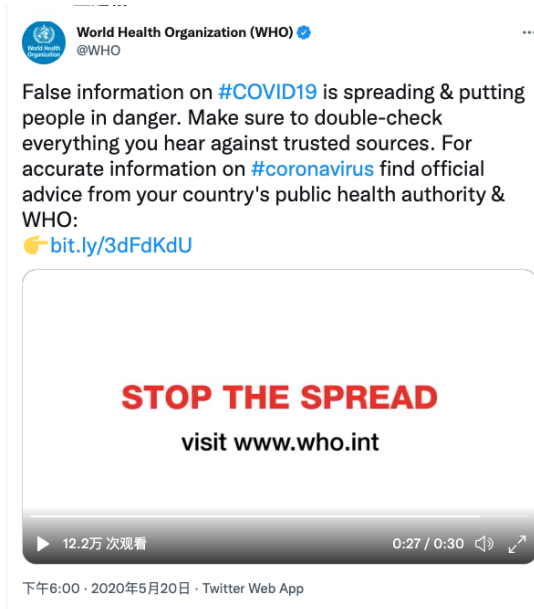 World Health Organization (WHO)
@WHO
False information on #COVID19 is spreading & putting
people in danger. Make sure to double-check
everything you hear against trusted sources. For
accurate information on #coronavirus find official
advice from your country's public health authority &
WHO:
👉bit.ly/3dFdKdU
STOP THE SPREAD
visit www.who.int
12.2万 次观看
0:27 / 0:30
下午6:00 · 2020年5月20日 · Twitter Web App